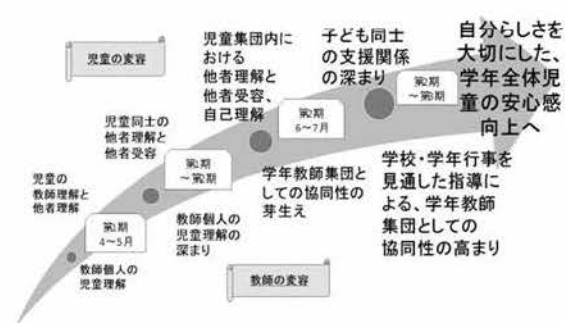 児童の変容
児童の
教師理解と
他者理解
第1期
4～5月
教師個人の
児童理解
児童同士の
他者理解と
他者受容
第1期
～第2期
教師個人の
児童理解の
深まり
児童集団内に
おける
他者理解と
他者受容、
自己理解
第2期
6～7月
学年教師集団と
しての協同性の
芽生え
子ども同士
の支援関係
の深まり
第2期
～第3期
学校・学年行事を
見通した指導に
よる、学年教師
集団としての
協同性の高まり
自分らしさを
大切にした、
学年全体児
童の安心感
向上へ
教師の変容